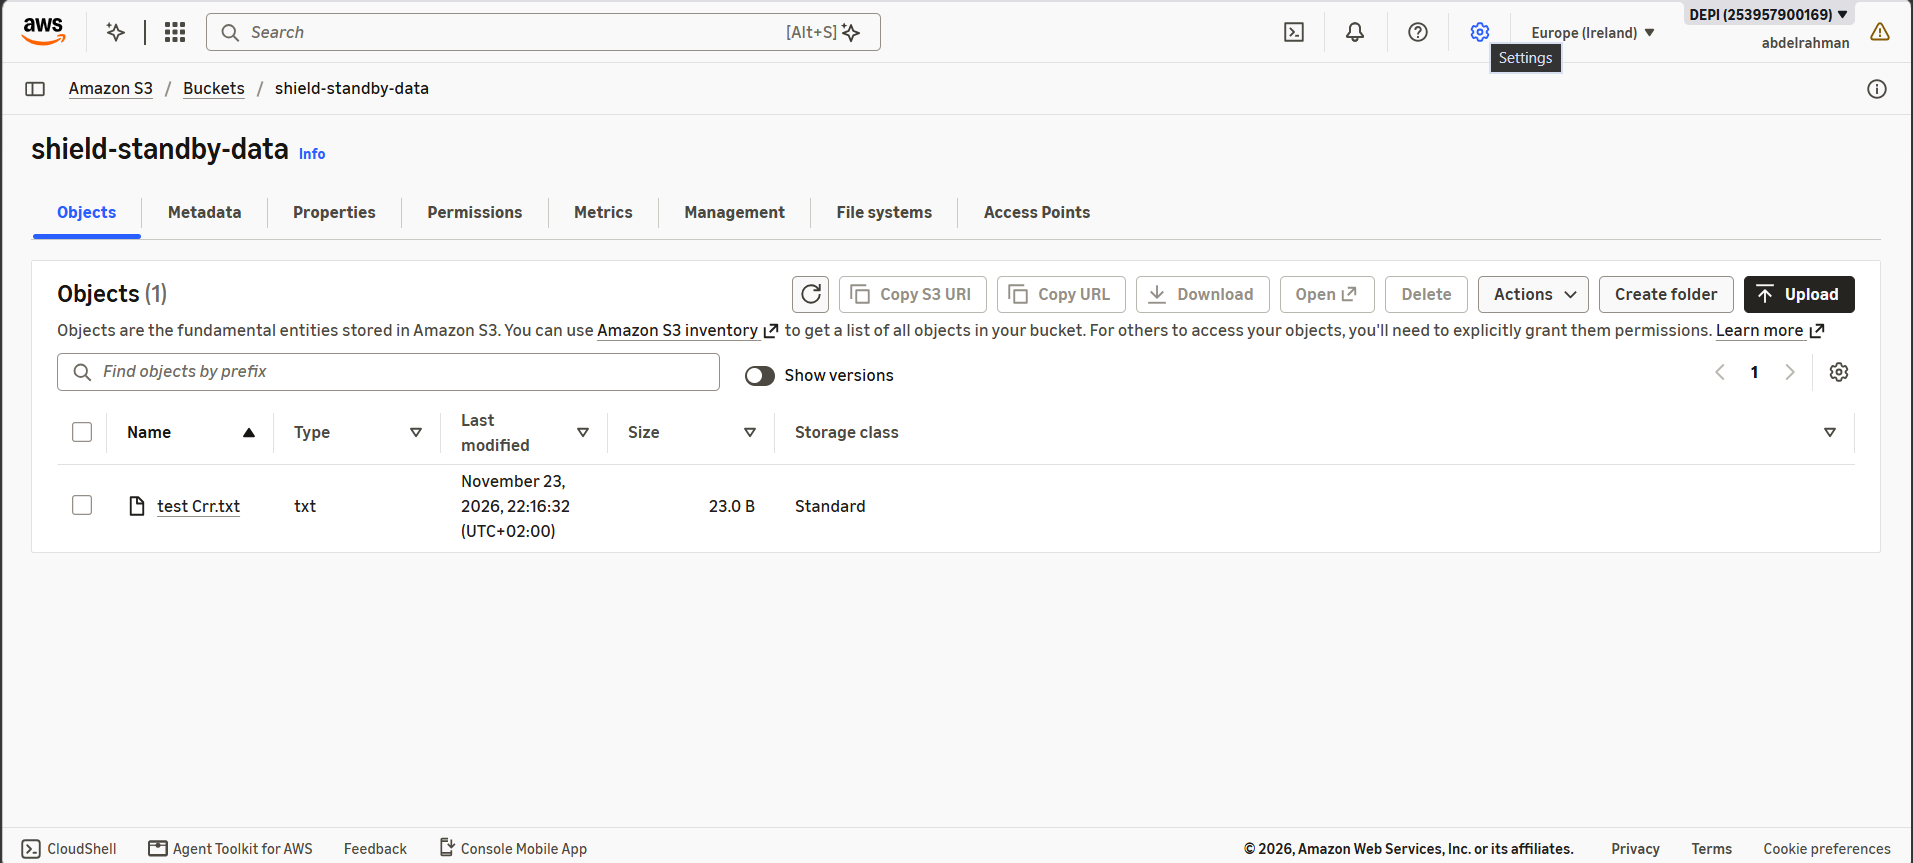 aws
Search
[Alt+S]
Europe (Ireland)
DEPI (253957900169)
abdelrahman
Settings
Amazon S3 / Buckets / shield-standby-data
shield-standby-data Info
Objects
Metadata
Properties
Permissions
Metrics
Management
File systems
Access Points
Objects (1)
Copy S3 URI
Copy URL
Download
Open
Delete
Actions
Create folder
Upload
Objects are the fundamental entities stored in Amazon S3. You can use Amazon S3 inventory to get a list of all objects in your bucket. For others to access your objects, you'll need to explicitly grant them permissions. Learn more
Find objects by prefix
Show versions
1
Name
Type
Last modified
Size
Storage class
test Crr.txt
txt
November 23, 2026, 22:16:32 (UTC+02:00)
23.0 B
Standard
CloudShell
Agent Toolkit for AWS
Feedback
Console Mobile App
© 2026, Amazon Web Services, Inc. or its affiliates.
Privacy
Terms
Cookie preferences